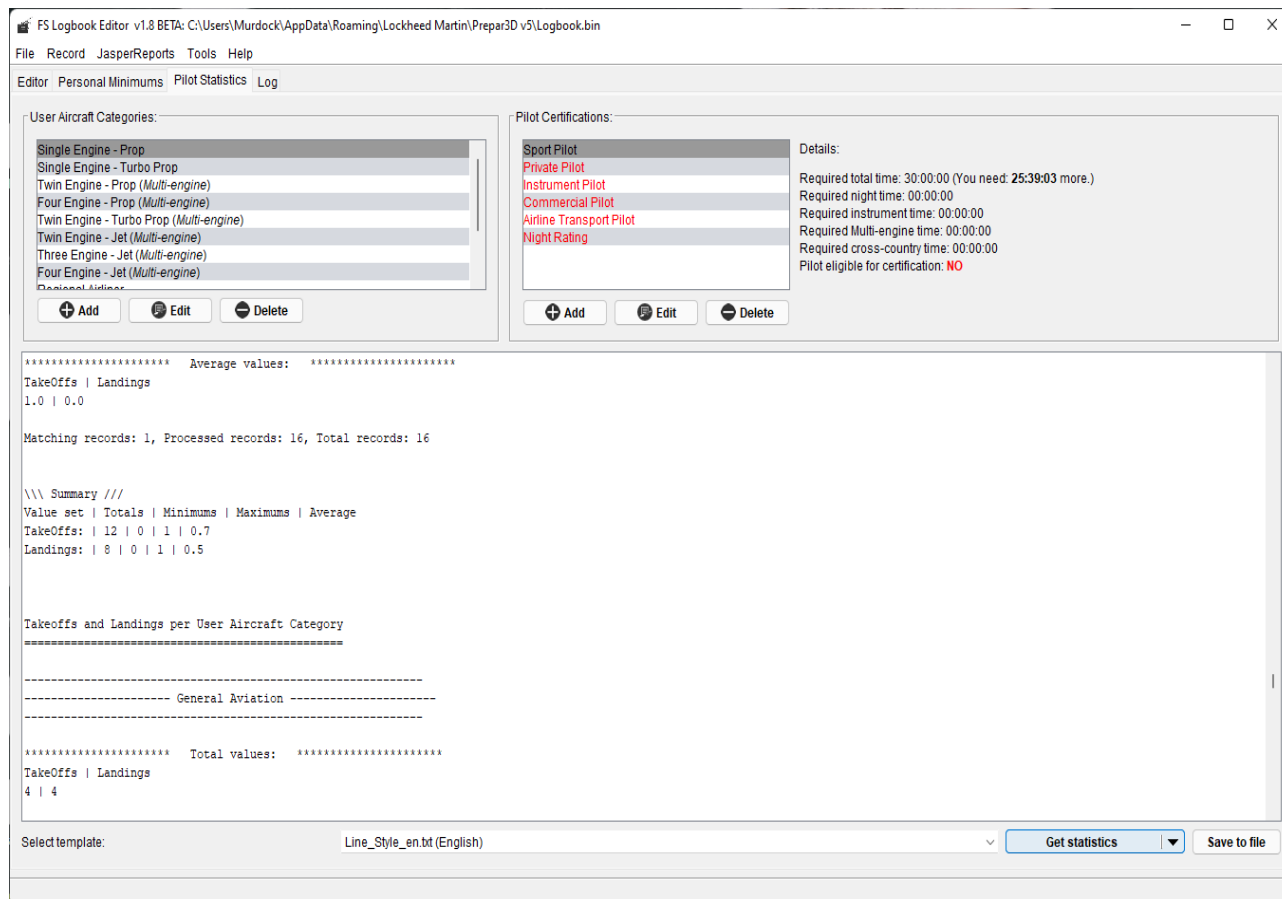 FS Logbook Editor v1.8 BETA: C:\Users\Murdock\AppData\Roaming\Lockheed Martin\Prepar3D v5\Logbook.bin
File Record JasperReports Tools Help
Editor Personal Minimums Pilot Statistics Log
User Aircraft Categories:
Single Engine - Prop
Single Engine - Turbo Prop
Twin Engine - Prop (Multi-engine)
Four Engine - Prop (Multi-engine)
Twin Engine - Turbo Prop (Multi-engine)
Twin Engine - Jet (Multi-engine)
Three Engine - Jet (Multi-engine)
Four Engine - Jet (Multi-engine)
Regional Airliner
Add Edit Delete
Pilot Certifications:
Sport Pilot
Private Pilot
Instrument Pilot
Commercial Pilot
Airline Transport Pilot
Night Rating
Add Edit Delete
Details:
Required total time: 30:00:00 (You need: 25:39:03 more.)
Required night time: 00:00:00
Required instrument time: 00:00:00
Required Multi-engine time: 00:00:00
Required cross-country time: 00:00:00
Pilot eligible for certification: NO
********************** Average values: **********************
TakeOffs | Landings
1.0 | 0.0
Matching records: 1, Processed records: 16, Total records: 16
\\\ Summary ///
Value set | Totals | Minimums | Maximums | Average
TakeOffs: | 12 | 0 | 1 | 0.7
Landings: | 8 | 0 | 1 | 0.5
Takeoffs and Landings per User Aircraft Category
================================================
------------------------------------------------------------
---------------------- General Aviation ----------------------
------------------------------------------------------------
********************** Total values: **********************
TakeOffs | Landings
4 | 4
Select template: Line_Style_en.txt (English) Get statistics Save to file